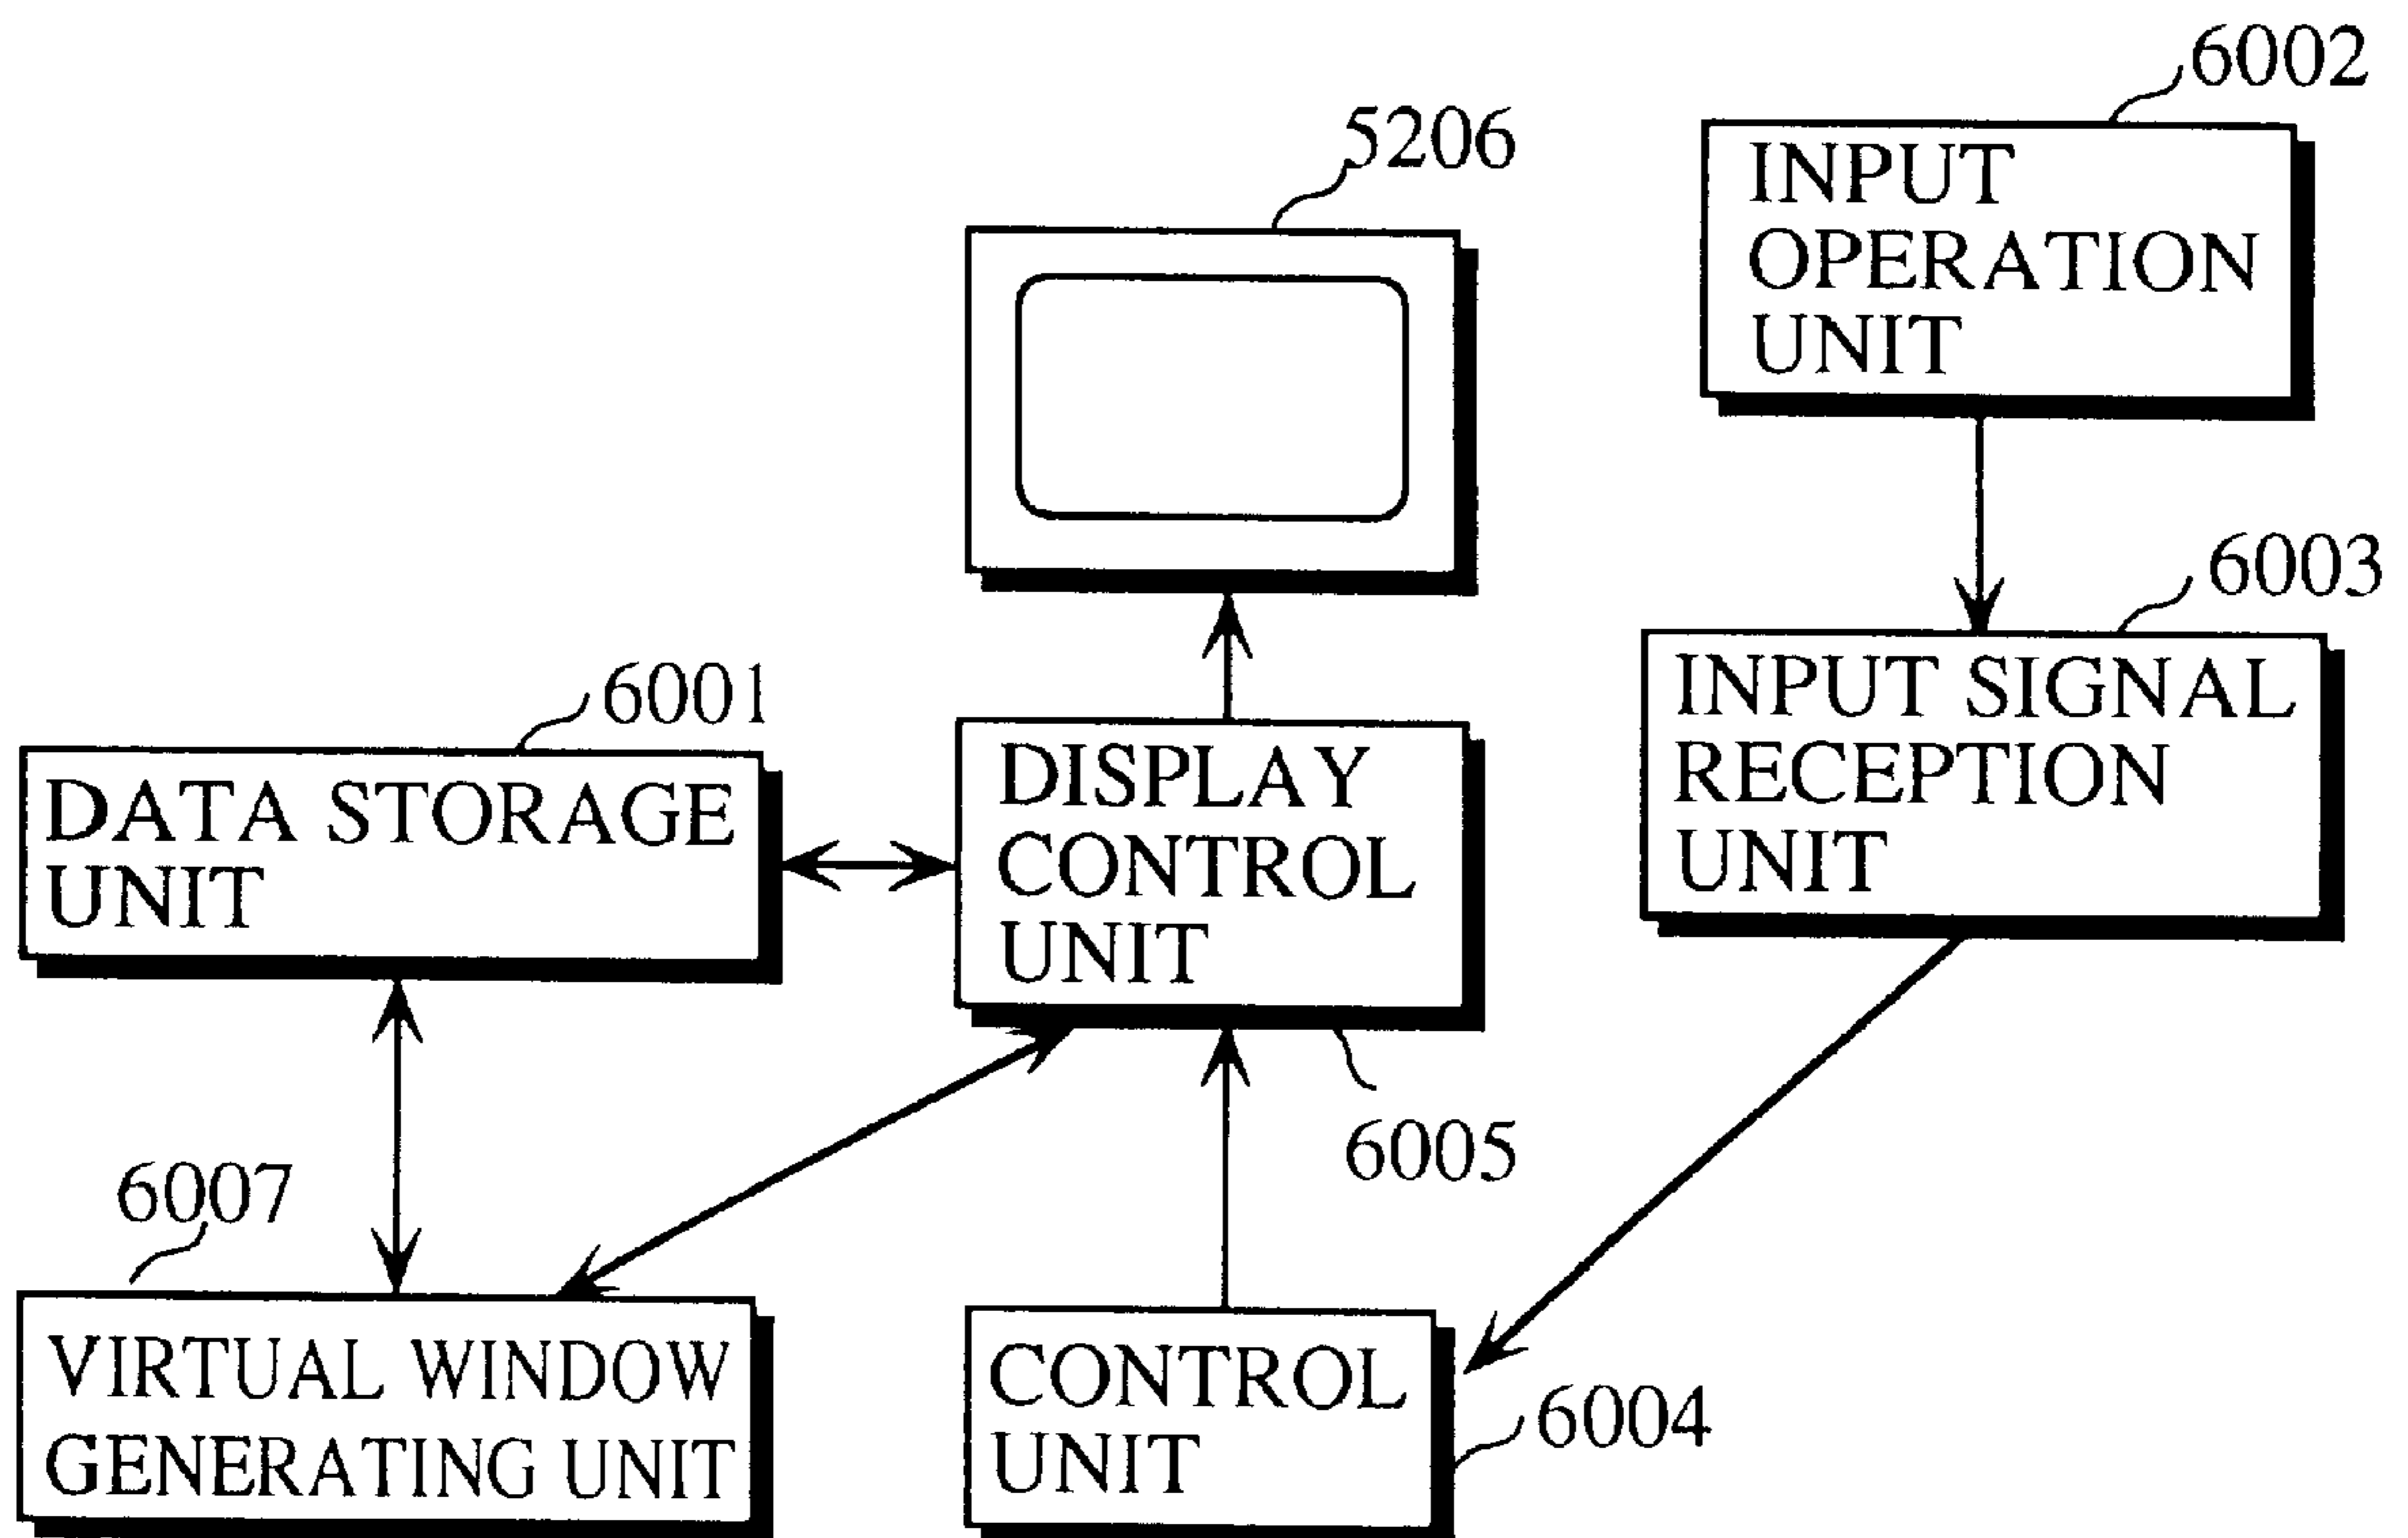 6002
5206
INPUT
OPERATION
UNIT
6003
6001
INPUT SIGNAL
RECEPTION
UNIT
DISPLAY
CONTROL
UNIT
DATA STORAGE
UNIT
6005
6007
VIRTUAL WINDOW
GENERATING UNIT
CONTROL
UNIT
6004